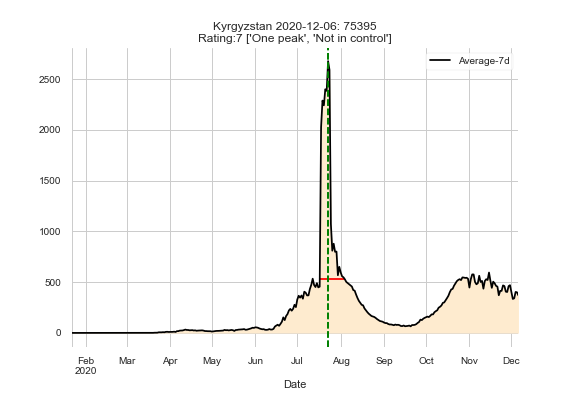 Kyrgyzstan 2020-12-06: 75395
Rating:7 ['One peak', 'Not in control']
Average-7d
2500
2000
1500
1000
500
0
Feb Mar Apr May Jun Jul Aug Sep Oct Nov Dec
2020
Date